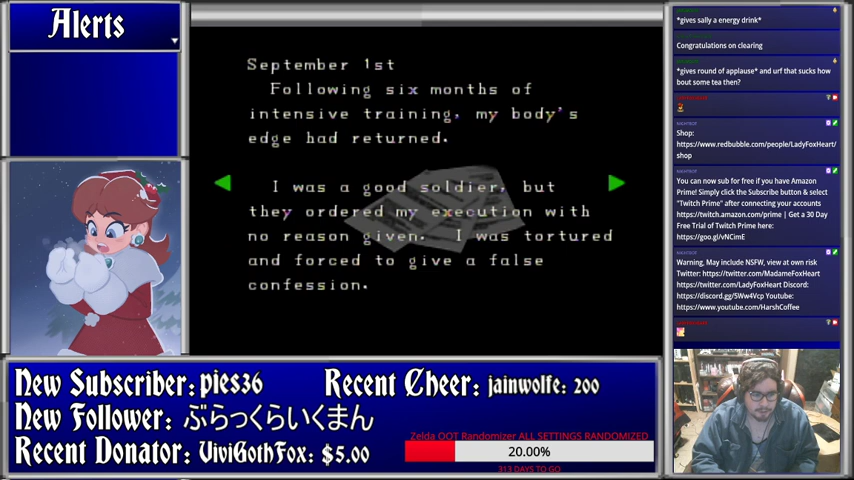 Alerts
September 1st
Following six months of
intensive training, my body's
edge had returned.
I was a good soldier, but
they ordered my execution with
no reason given. I was tortured
and forced to give a false
confession.
*gives sally a energy drink*
Congratulations on clearing
*gives round of applause* and urf that sucks how
bout some tea then?
Shop:
https://www.redbubble.com/people/LadyFoxHeart/
shop
You can now sub for free if you have Amazon
Prime! Simply click the Subscribe button & select
"Twitch Prime" after connecting your accounts
https://twitch.amazon.com/prime | Get a 30 Day
Free Trial of Twitch Prime here:
https://goo.gl/vNCimE
Warning, May include NSFW, view at own risk
Twitter: https://twitter.com/MadameFoxHeart
https://twitter.com/LadyFoxHeart Discord:
https://discord.gg/5Ww4Vcp Youtube:
https://www.youtube.com/HarshCoffee
New Subscriber: pies36
Recent Cheer: jainwolfe: 200
New Follower: ぶらっくらいくまん
Recent Donator: ViviGothFox: $5.00
Zelda OOT Randomizer ALL SETTINGS RANDOMIZED
20.00%
313 DAYS TO GO